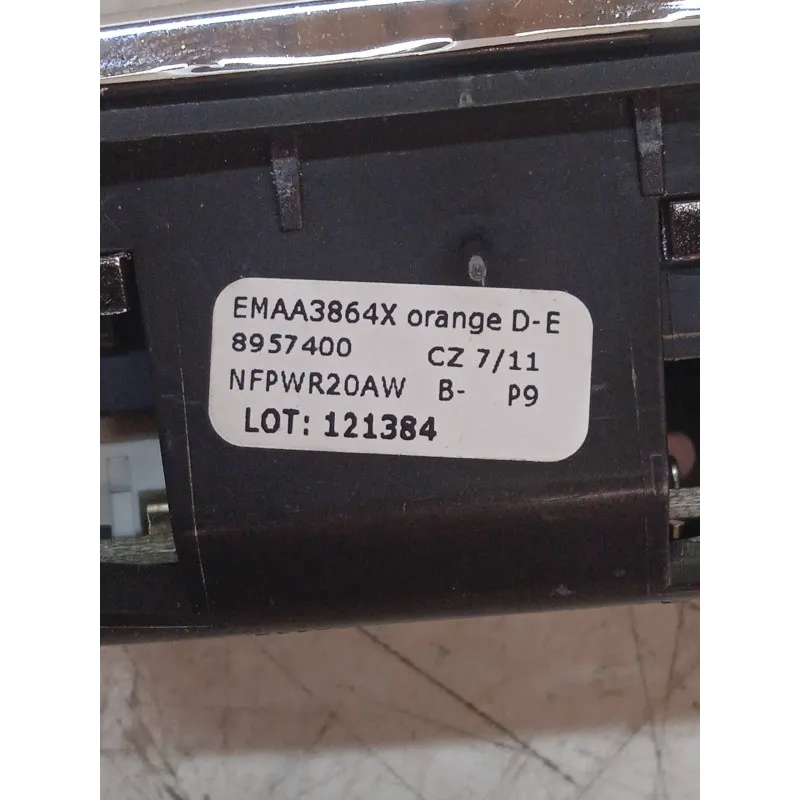 EMAA3864X orange D-E
8957400 CZ 7/11
NFPWR20AW B- P9
LOT: 121384